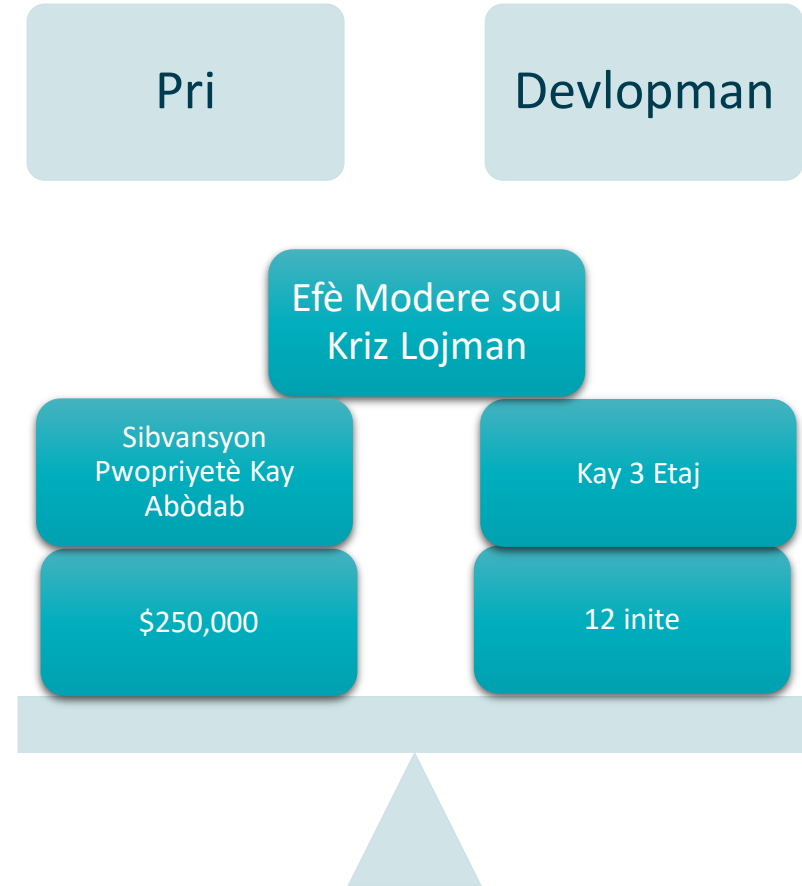 Pri
Devlopman
Efè Modere sou
Kriz Lojman
Sibvansyon
Pwopriyetè Kay
Abòdab
Kay 3 Etaj
$250,000
12 inite